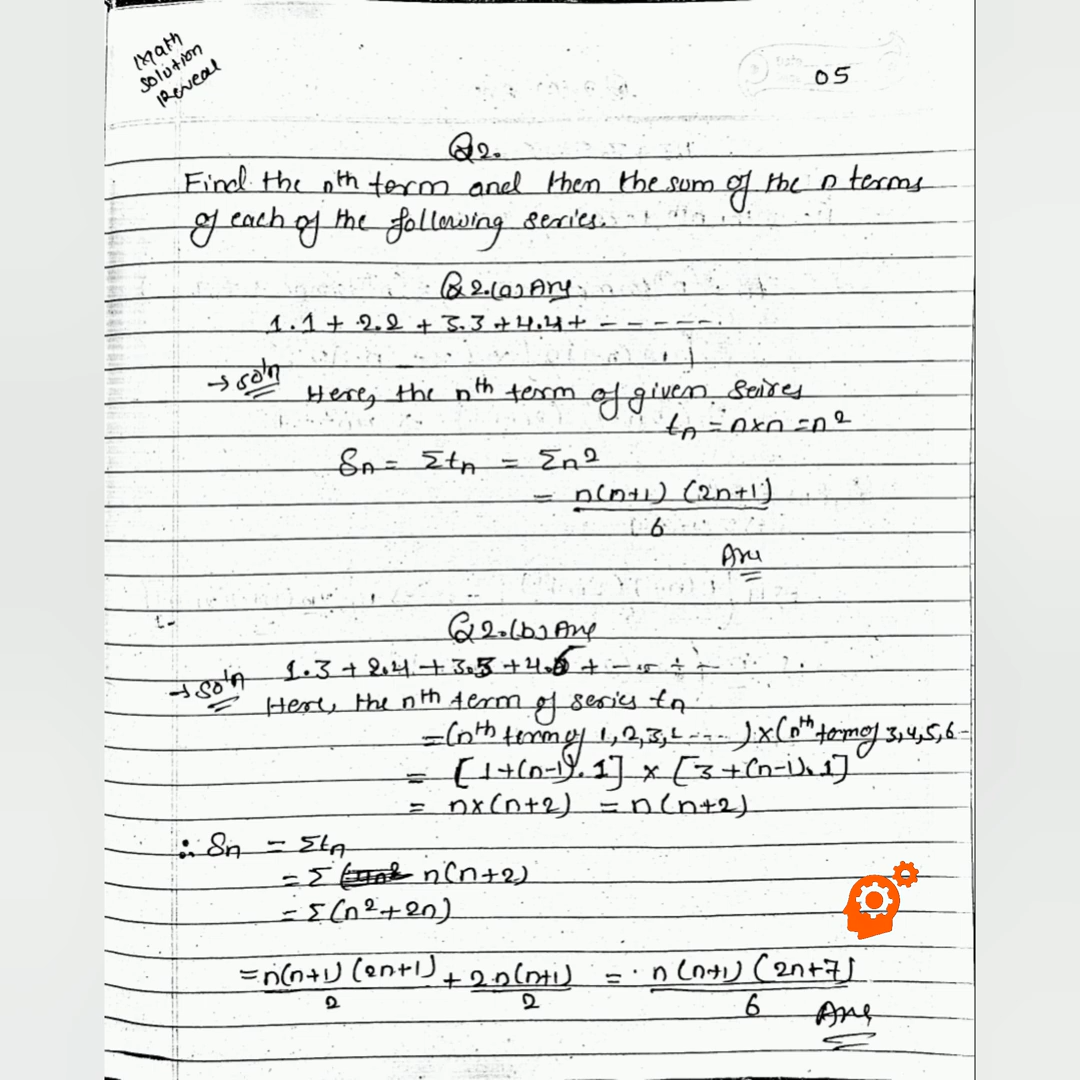 Math
solution
Reveal
05
Q2.
Find the nth term and then the sum of the n terms
of each of the following series.
Q2.(a) Ans
1.1 + 2.2 + 3.3 + 4.4 + - - - - -.
→ so'n
Here, the nth term of given seires
tn = n×n = n²
Sn = Σtn = Σn²
= n(n+1) (2n+1)
6
Ans
Q2.(b) Ans
1.3 + 2.4 + 3.5 + 4.6 + - - -
→ so'n
Here, the nth term of series tn
= (nth term of 1,2,3, - - - ) × (nth term of 3,4,5,6 -
= [1+(n-1).1] × [3+(n-1).1]
= n×(n+2) = n(n+2)
∴ Sn = Σtn
= Σ n(n+2)
= Σ(n²+2n)
= n(n+1) (2n+1) + 2n(n+1) = n(n+1) (2n+7)
2 2 6
Ans